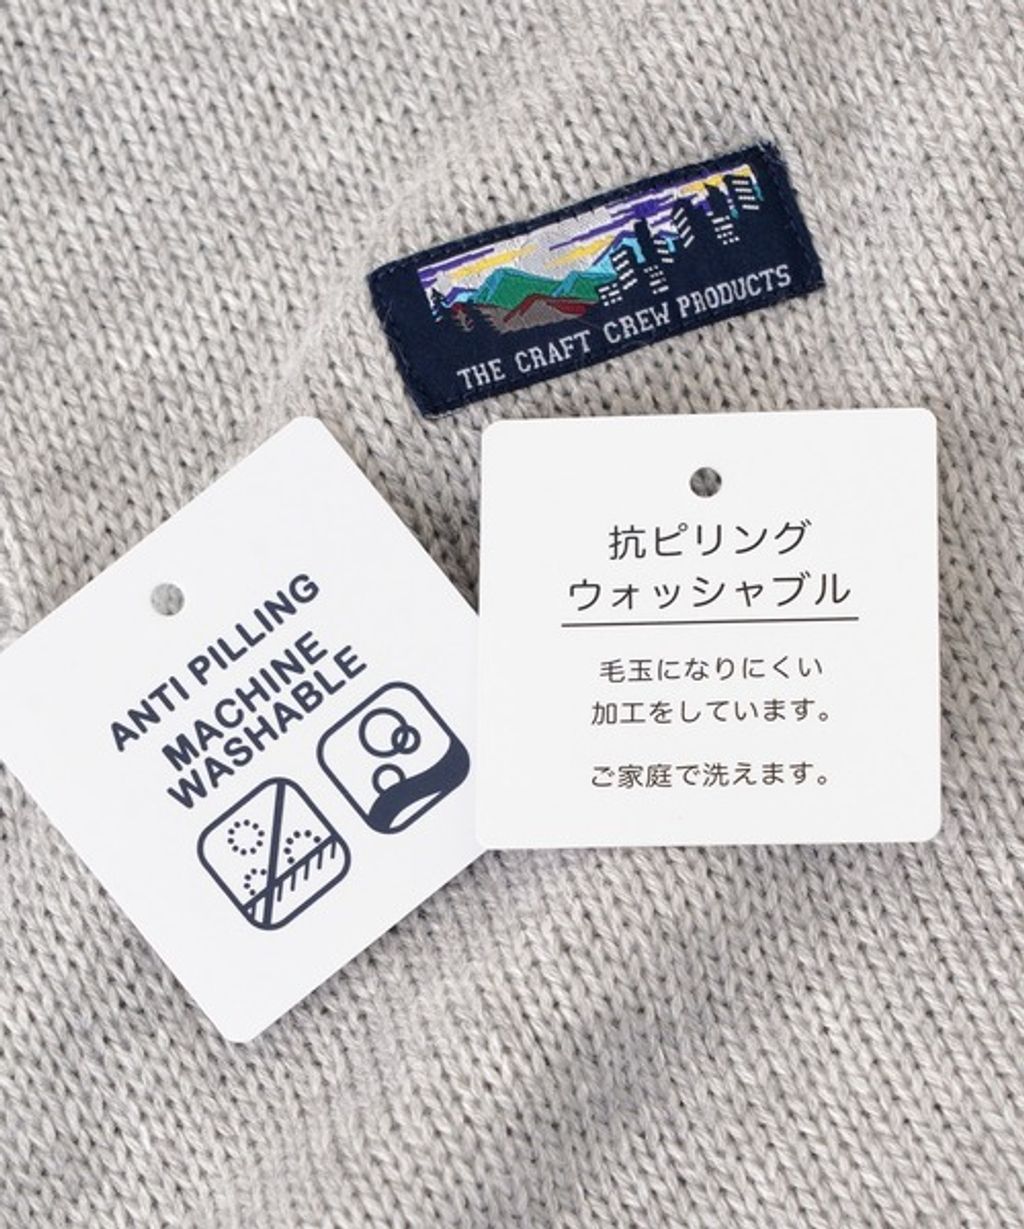 THE CRAFT CREW PRODUCTS
ANTI PILLING
MACHINE
WASHABLE
抗ピリング
ウォッシャブル
毛玉になりにくい
加工をしています。
ご家庭で洗えます。